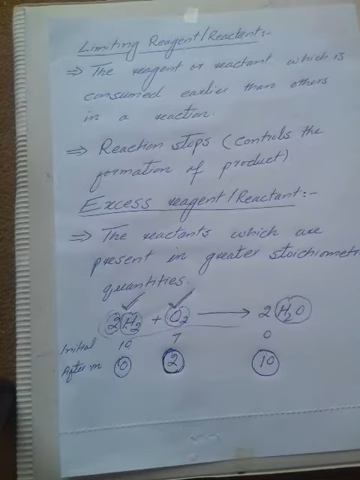 Limiting Reagent/Reactant:-
⇒ The reagent or reactant which is
consumed earlier than others
in a reaction.
⇒ Reaction stops (controls the
formation of product)
Excess reagent/Reactant:-
⇒ The reactants which are
present in greater stoichiometric
quantities.
2H₂ + O₂ ⟶ 2H₂O
Initial 10 7 0
After rn 0 2 10